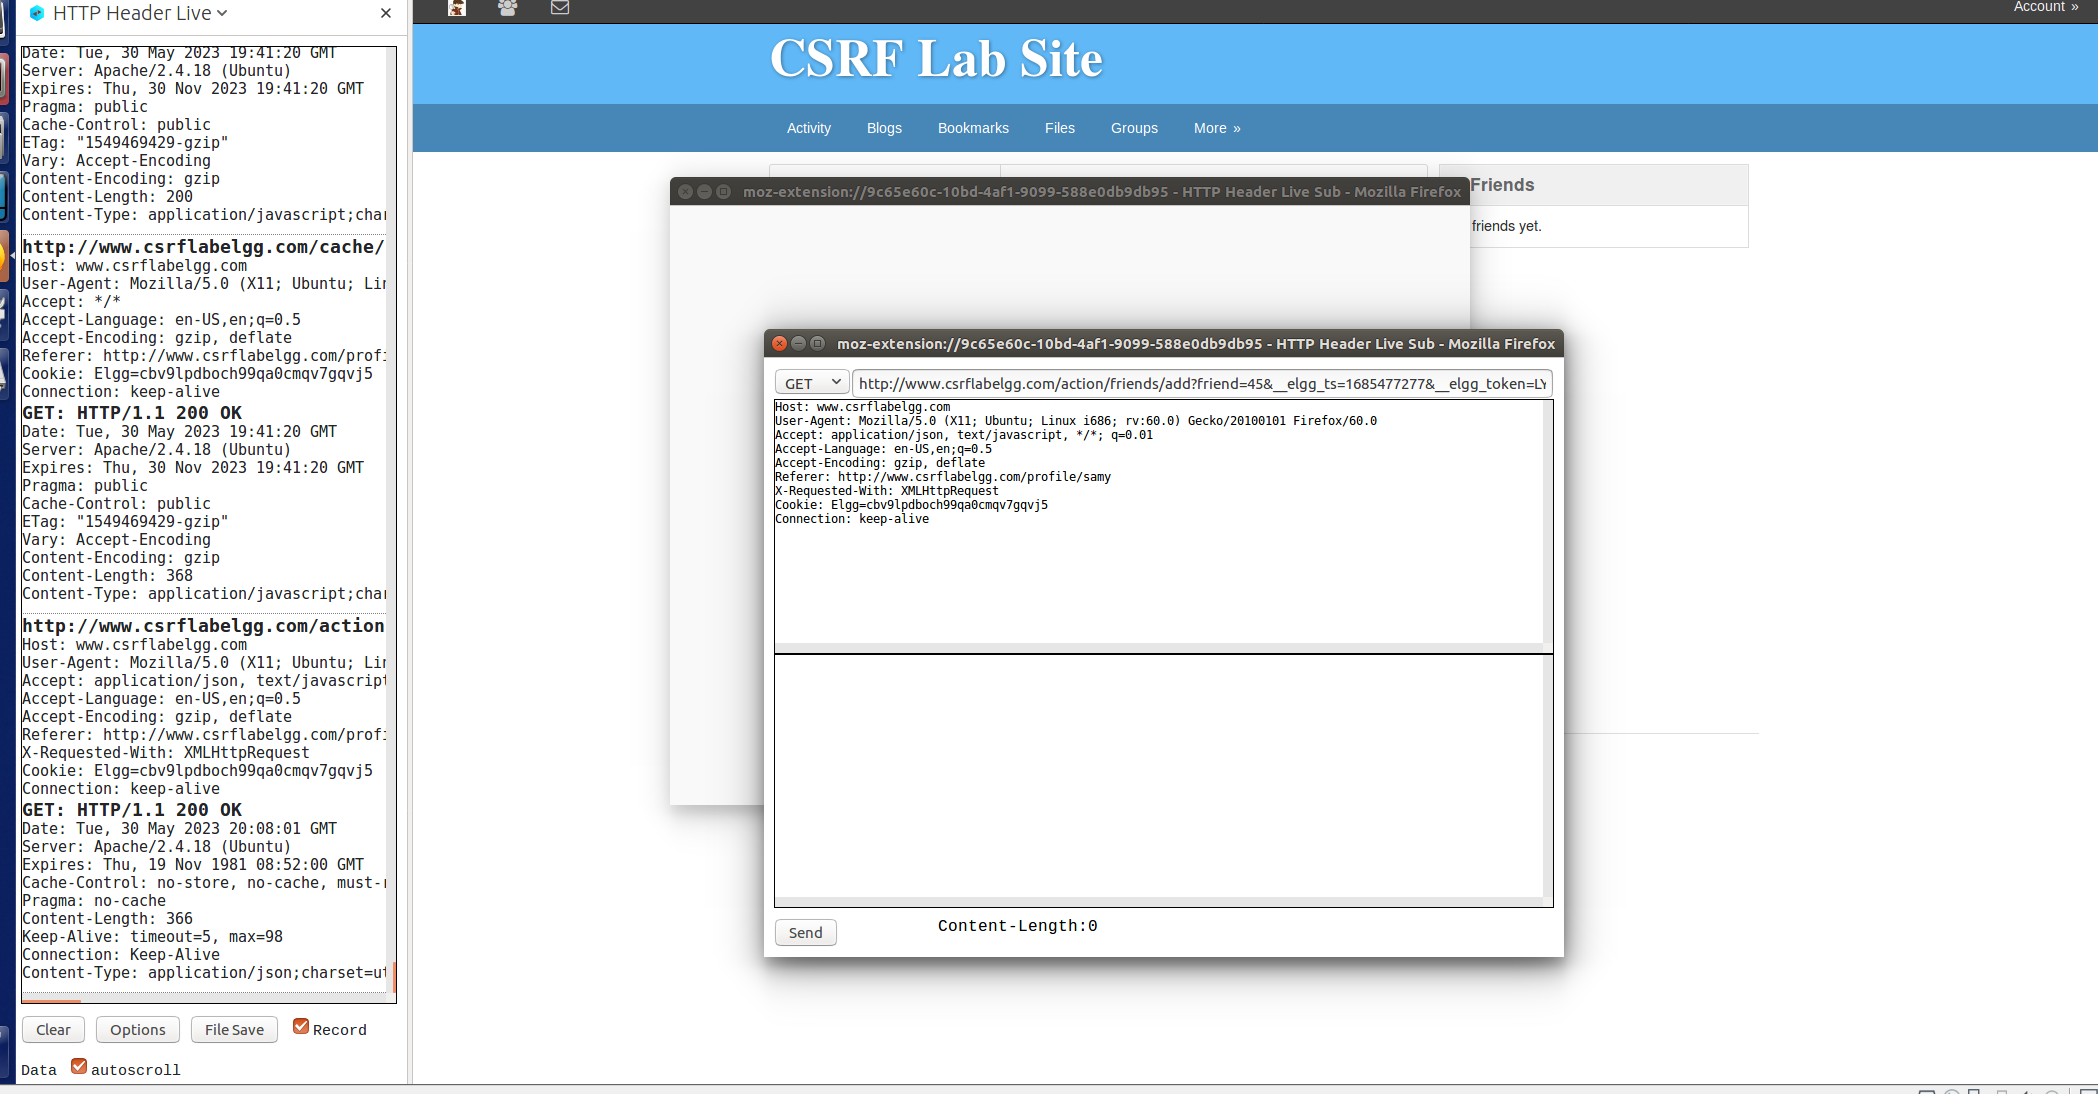 HTTP Header Live
Date: Tue, 30 May 2023 19:41:20 GMT
Server: Apache/2.4.18 (Ubuntu)
Expires: Thu, 30 Nov 2023 19:41:20 GMT
Pragma: public
Cache-Control: public
ETag: "1549469429-gzip"
Vary: Accept-Encoding
Content-Encoding: gzip
Content-Length: 200
Content-Type: application/javascript;char
http://www.csrflabelgg.com/cache/
Host: www.csrflabelgg.com
User-Agent: Mozilla/5.0 (X11; Ubuntu; Lin
Accept: */*
Accept-Language: en-US,en;q=0.5
Accept-Encoding: gzip, deflate
Referer: http://www.csrflabelgg.com/profi
Cookie: Elgg=cbv9lpdboch99qa0cmqv7gqvj5
Connection: keep-alive
GET: HTTP/1.1 200 OK
Date: Tue, 30 May 2023 19:41:20 GMT
Server: Apache/2.4.18 (Ubuntu)
Expires: Thu, 30 Nov 2023 19:41:20 GMT
Pragma: public
Cache-Control: public
ETag: "1549469429-gzip"
Vary: Accept-Encoding
Content-Encoding: gzip
Content-Length: 368
Content-Type: application/javascript;char
http://www.csrflabelgg.com/action
Host: www.csrflabelgg.com
User-Agent: Mozilla/5.0 (X11; Ubuntu; Lin
Accept: application/json, text/javascript
Accept-Language: en-US,en;q=0.5
Accept-Encoding: gzip, deflate
Referer: http://www.csrflabelgg.com/profi
X-Requested-With: XMLHttpRequest
Cookie: Elgg=cbv9lpdboch99qa0cmqv7gqvj5
Connection: keep-alive
GET: HTTP/1.1 200 OK
Date: Tue, 30 May 2023 20:08:01 GMT
Server: Apache/2.4.18 (Ubuntu)
Expires: Thu, 19 Nov 1981 08:52:00 GMT
Cache-Control: no-store, no-cache, must-r
Pragma: no-cache
Content-Length: 366
Keep-Alive: timeout=5, max=98
Connection: Keep-Alive
Content-Type: application/json;charset=ut
Clear Options File Save Record
Data autoscroll
Account »
CSRF Lab Site
Activity Blogs Bookmarks Files Groups More »
Friends
friends yet.
moz-extension://9c65e60c-10bd-4af1-9099-588e0db9db95 - HTTP Header Live Sub - Mozilla Firefox
moz-extension://9c65e60c-10bd-4af1-9099-588e0db9db95 - HTTP Header Live Sub - Mozilla Firefox
GET http://www.csrflabelgg.com/action/friends/add?friend=45&__elgg_ts=1685477277&__elgg_token=LY
Host: www.csrflabelgg.com
User-Agent: Mozilla/5.0 (X11; Ubuntu; Linux i686; rv:60.0) Gecko/20100101 Firefox/60.0
Accept: application/json, text/javascript, */*; q=0.01
Accept-Language: en-US,en;q=0.5
Accept-Encoding: gzip, deflate
Referer: http://www.csrflabelgg.com/profile/samy
X-Requested-With: XMLHttpRequest
Cookie: Elgg=cbv9lpdboch99qa0cmqv7gqvj5
Connection: keep-alive
Send Content-Length:0